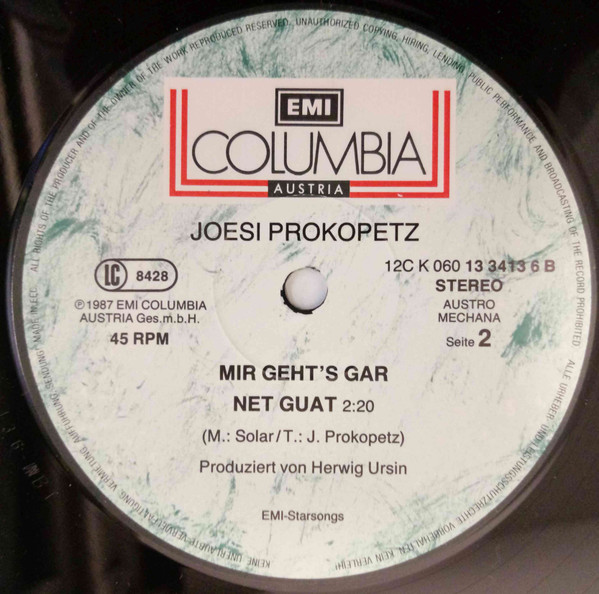 EMI
COLUMBIA
AUSTRIA
JOESI PROKOPETZ
LC 8428
12C K 060 13 3413 6 B
STEREO
℗ 1987 EMI COLUMBIA
AUSTRIA Ges.m.b.H.
AUSTRO
MECHANA
45 RPM
Seite 2
MIR GEHT'S GAR
NET GUAT 2:20
(M.: Solar/T.: J. Prokopetz)
Produziert von Herwig Ursin
EMI-Starsongs
ALL RIGHTS OF THE PRODUCER AND OF THE OWNER OF THE WORK REPRODUCED RESERVED. UNAUTHORIZED COPYING, HIRING, LENDING, PUBLIC PERFORMANCE AND BROADCASTING OF THE RECORD PROHIBITED